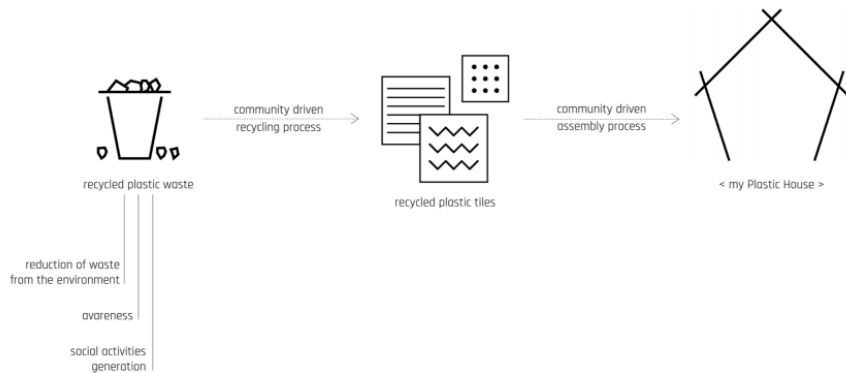 community driven
recycling process
community driven
assembly process
recycled plastic waste
recycled plastic tiles
< my Plastic House >
reduction of waste
from the environment
avareness
social activities
generation